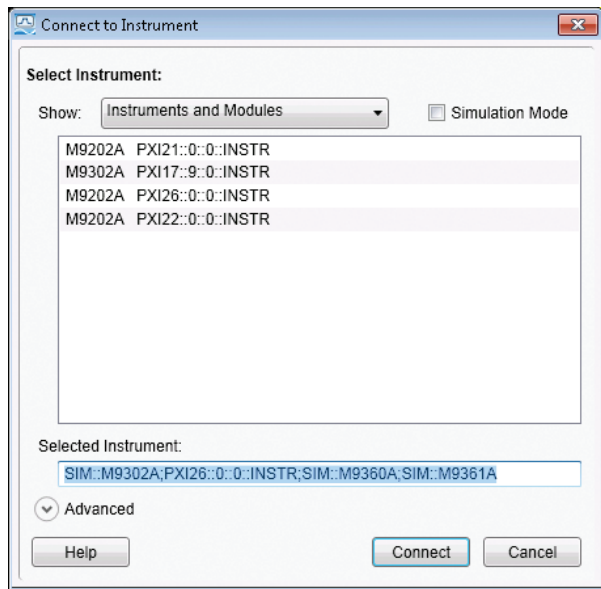 Connect to Instrument
Select Instrument:
Show: Instruments and Modules Simulation Mode
M9202A PXI21::0::0::INSTR
M9302A PXI17::9::0::INSTR
M9202A PXI26::0::0::INSTR
M9202A PXI22::0::0::INSTR
Selected Instrument:
SIM::M9302A;PXI26::0::0::INSTR;SIM::M9360A;SIM::M9361A
Advanced
Help Connect Cancel